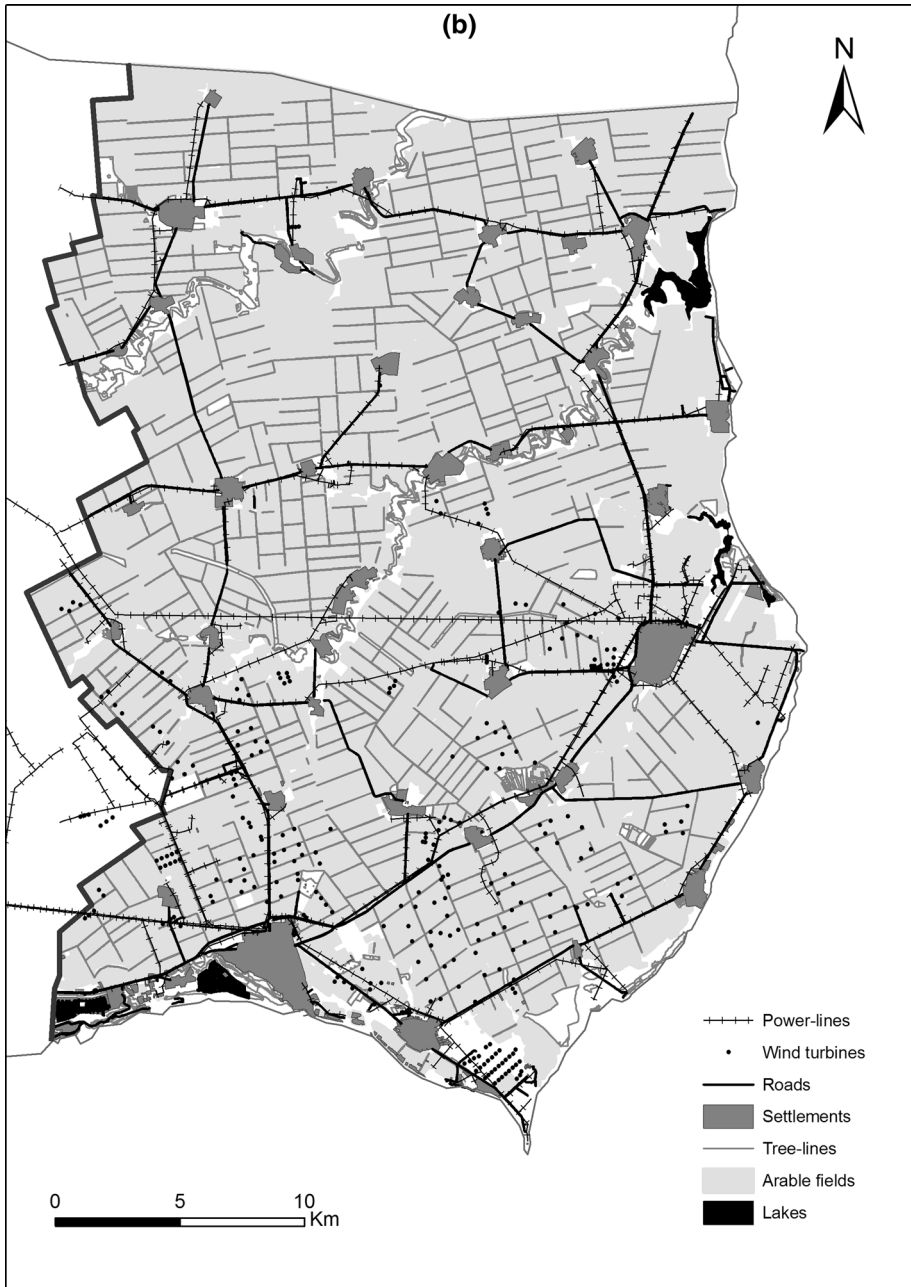 (b)
N
Power-lines
Wind turbines
Roads
Settlements
Tree-lines
Arable fields
Lakes
0 5 10
Km